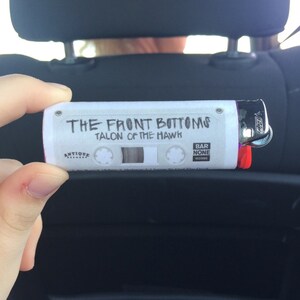 THE FRONT BOTTOMS
TALON OF THE HAWK
BAR
NONE